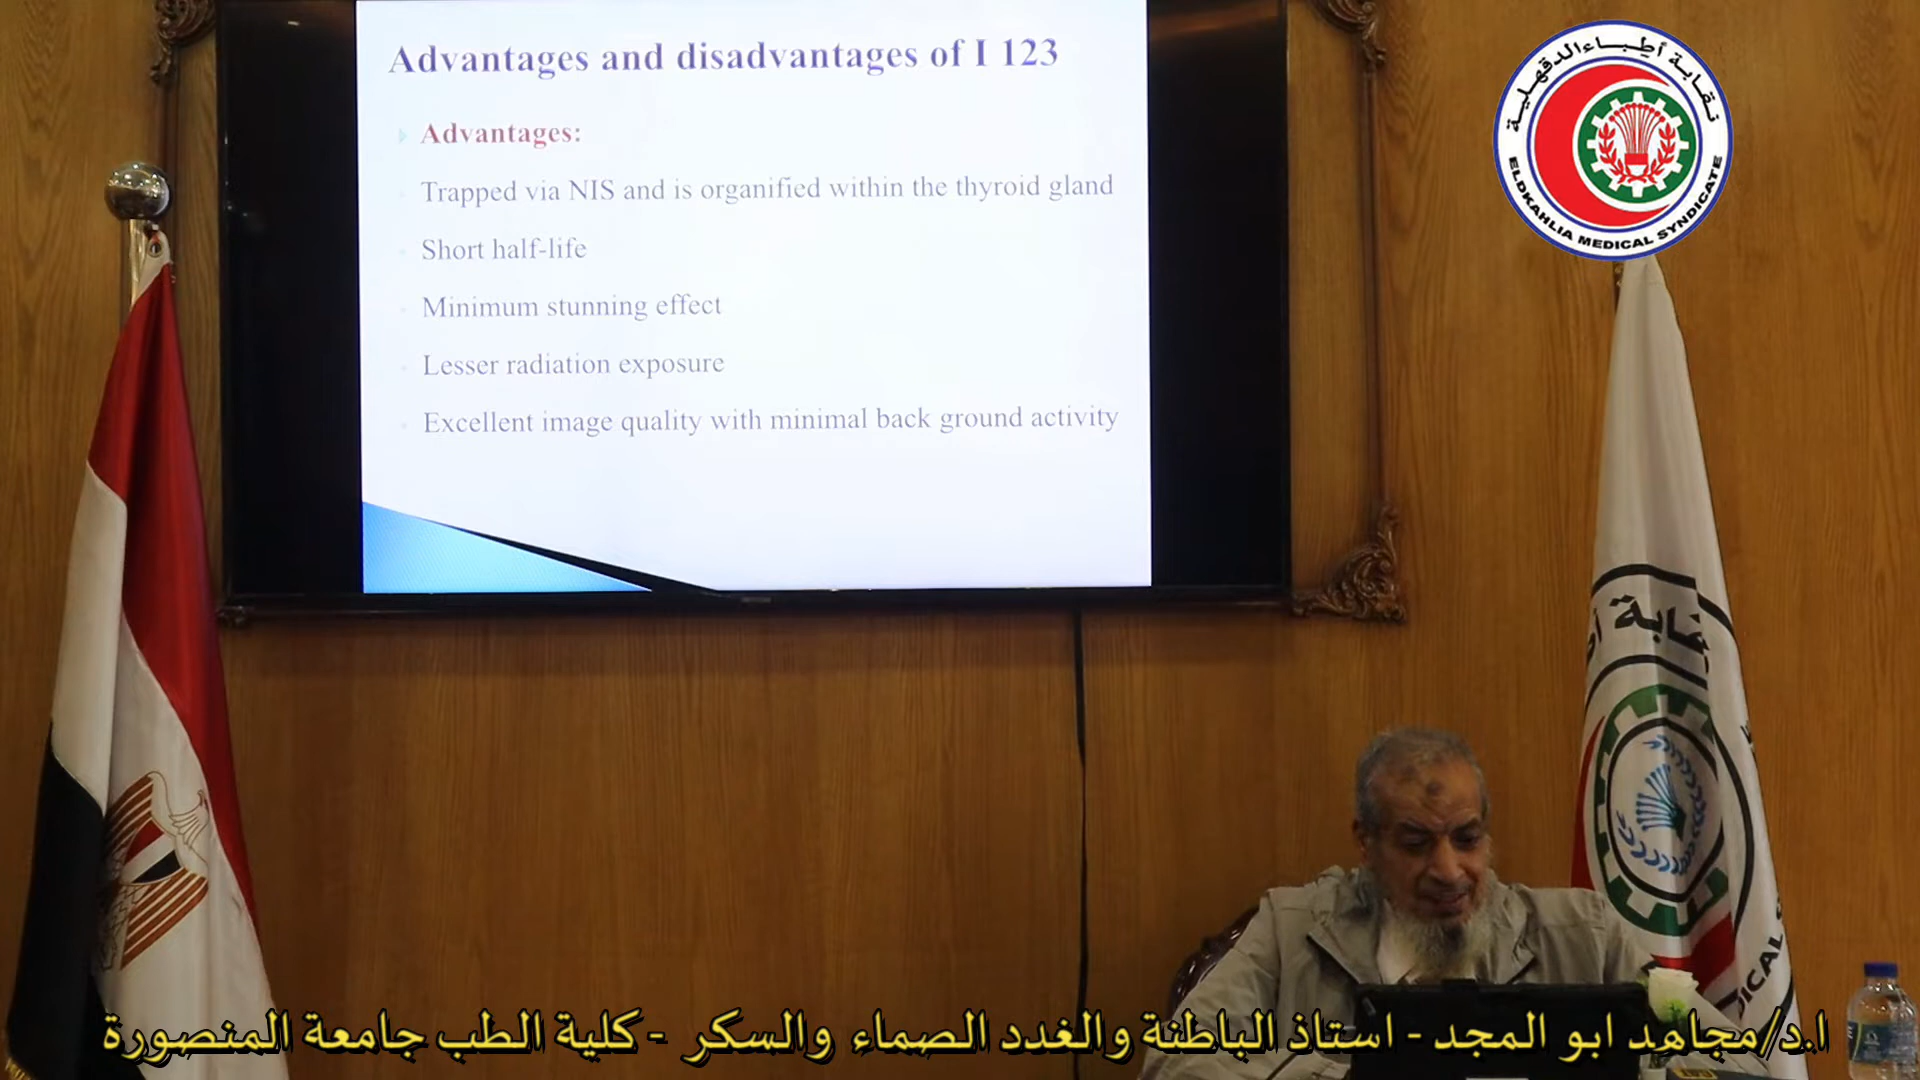 Advantages and disadvantages of I 123
Advantages:
Trapped via NIS and is organified within the thyroid gland
Short half-life
Minimum stunning effect
Lesser radiation exposure
Excellent image quality with minimal back ground activity
نقابة أطباء الدقهلية
ELDKAHLIA MEDICAL SYNDICATE
ا.د/مجاهد ابو المجد - استاذ الباطنة والغدد الصماء والسكر - كلية الطب جامعة المنصورة